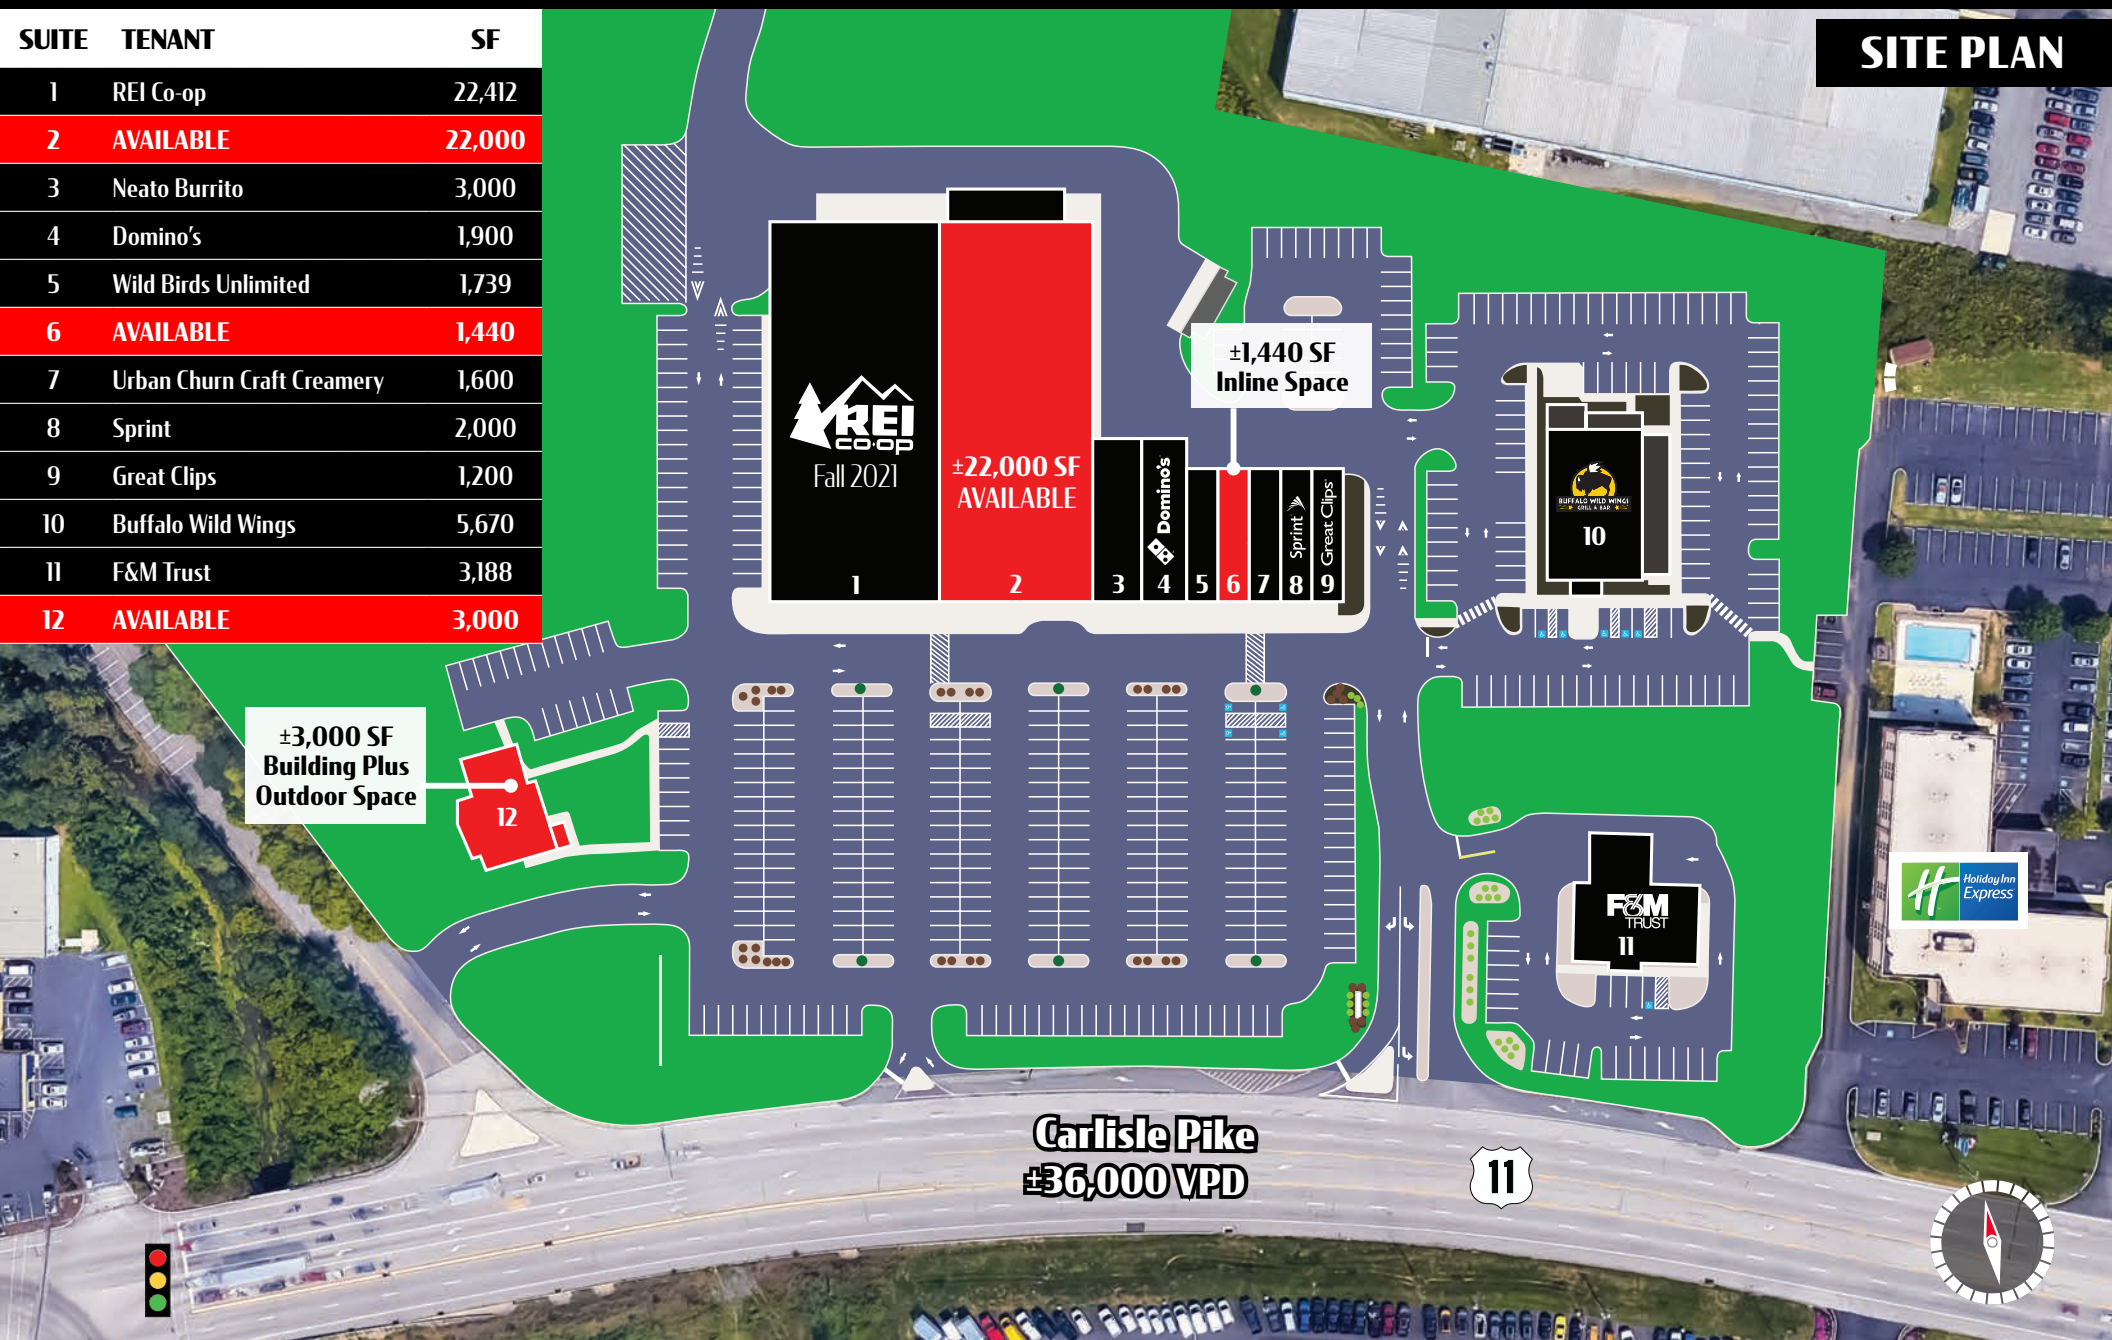 SUITE TENANT SF
1 REI Co-op 22,412
2 AVAILABLE 22,000
3 Neato Burrito 3,000
4 Domino's 1,900
5 Wild Birds Unlimited 1,739
6 AVAILABLE 1,440
7 Urban Churn Craft Creamery 1,600
8 Sprint 2,000
9 Great Clips 1,200
10 Buffalo Wild Wings 5,670
11 F&M Trust 3,188
12 AVAILABLE 3,000
SITE PLAN
±1,440 SF
Inline Space
REI
CO·OP
Fall 2021
±22,000 SF
AVAILABLE
Domino's
Sprint
Great Clips
1 2 3 4 5 6 7 8 9
BUFFALO WILD WINGS
GRILL & BAR
10
±3,000 SF
Building Plus
Outdoor Space
12
F&M
TRUST
11
Holiday Inn
Express
Carlisle Pike
±36,000 VPD
11